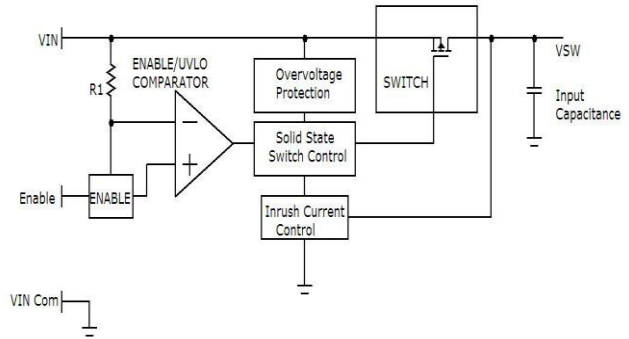 VIN
ENABLE/UVLO
COMPARATOR
Overvoltage
Protection
SWITCH
VSW
R1
Input
Capacitance
−
+
Solid State
Switch Control
Enable
ENABLE
Inrush Current
Control
VIN Com